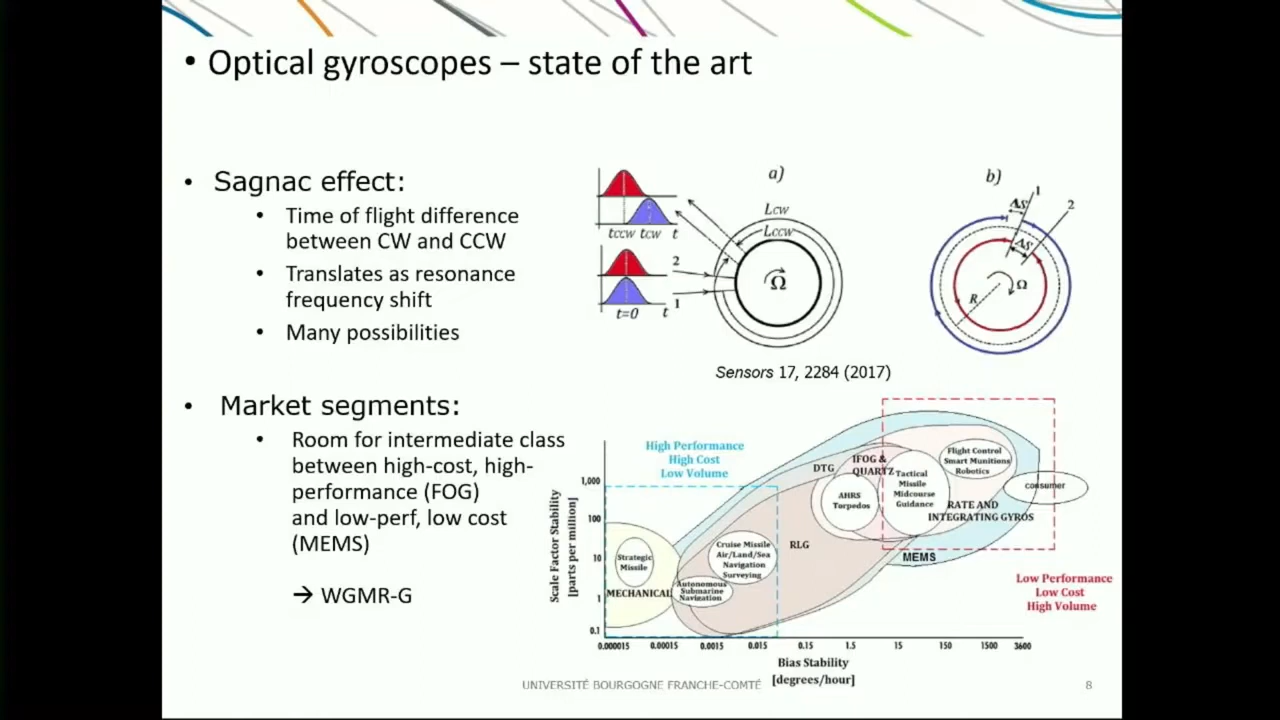 • Optical gyroscopes – state of the art
• Sagnac effect:
• Time of flight difference
between CW and CCW
• Translates as resonance
frequency shift
• Many possibilities
a)
tCCW tCW t
2
1
t=0 t
LCW
LCCW
Ω
b)
ΔS
1
2
ΔS
Ω
R
Sensors 17, 2284 (2017)
• Market segments:
• Room for intermediate class
between high-cost, high-
performance (FOG)
and low-perf, low cost
(MEMS)
→ WGMR-G
High Performance
High Cost
Low Volume
Scale Factor Stability
[parts per million]
1,000
100
10
1
0.1
Strategic
Missile
MECHANICAL
Autonomous
Submarine
Navigation
Cruise Missile
Air/Land/Sea
Navigation
Surveying
RLG
DTG
IFOG &
QUARTZ
AHRS
Torpedos
Tactical
Missile
Midcourse
Guidance
Flight Control
Smart Munitions
Robotics
RATE AND
INTEGRATING GYROS
consumer
MEMS
Low Performance
Low Cost
High Volume
0.000015 0.00015 0.0015 0.015 0.15 1.5 15 150 1500 3600
Bias Stability
[degrees/hour]
UNIVERSITÉ BOURGOGNE FRANCHE-COMTÉ
8